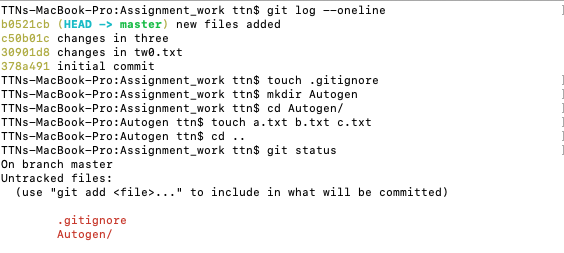 TTNs-MacBook-Pro:Assignment_work ttn$ git log --oneline
b0521cb (HEAD -> master) new files added
c50b01c changes in three
30901d8 changes in tw0.txt
378a491 initial commit
TTNs-MacBook-Pro:Assignment_work ttn$ touch .gitignore
TTNs-MacBook-Pro:Assignment_work ttn$ mkdir Autogen
TTNs-MacBook-Pro:Assignment_work ttn$ cd Autogen/
TTNs-MacBook-Pro:Autogen ttn$ touch a.txt b.txt c.txt
TTNs-MacBook-Pro:Autogen ttn$ cd ..
TTNs-MacBook-Pro:Assignment_work ttn$ git status
On branch master
Untracked files:
  (use "git add <file>..." to include in what will be committed)

        .gitignore
        Autogen/